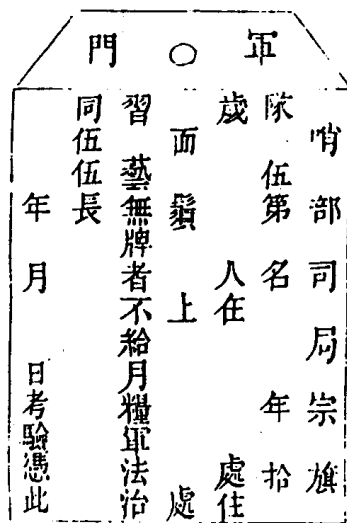 軍○門
哨部司局宗旗
隊伍第 名 年 拾
歲 人在 處住
面鬚 上 處
習 藝無牌者不給月糧軍法治
同伍伍長
年 月 日考驗憑此